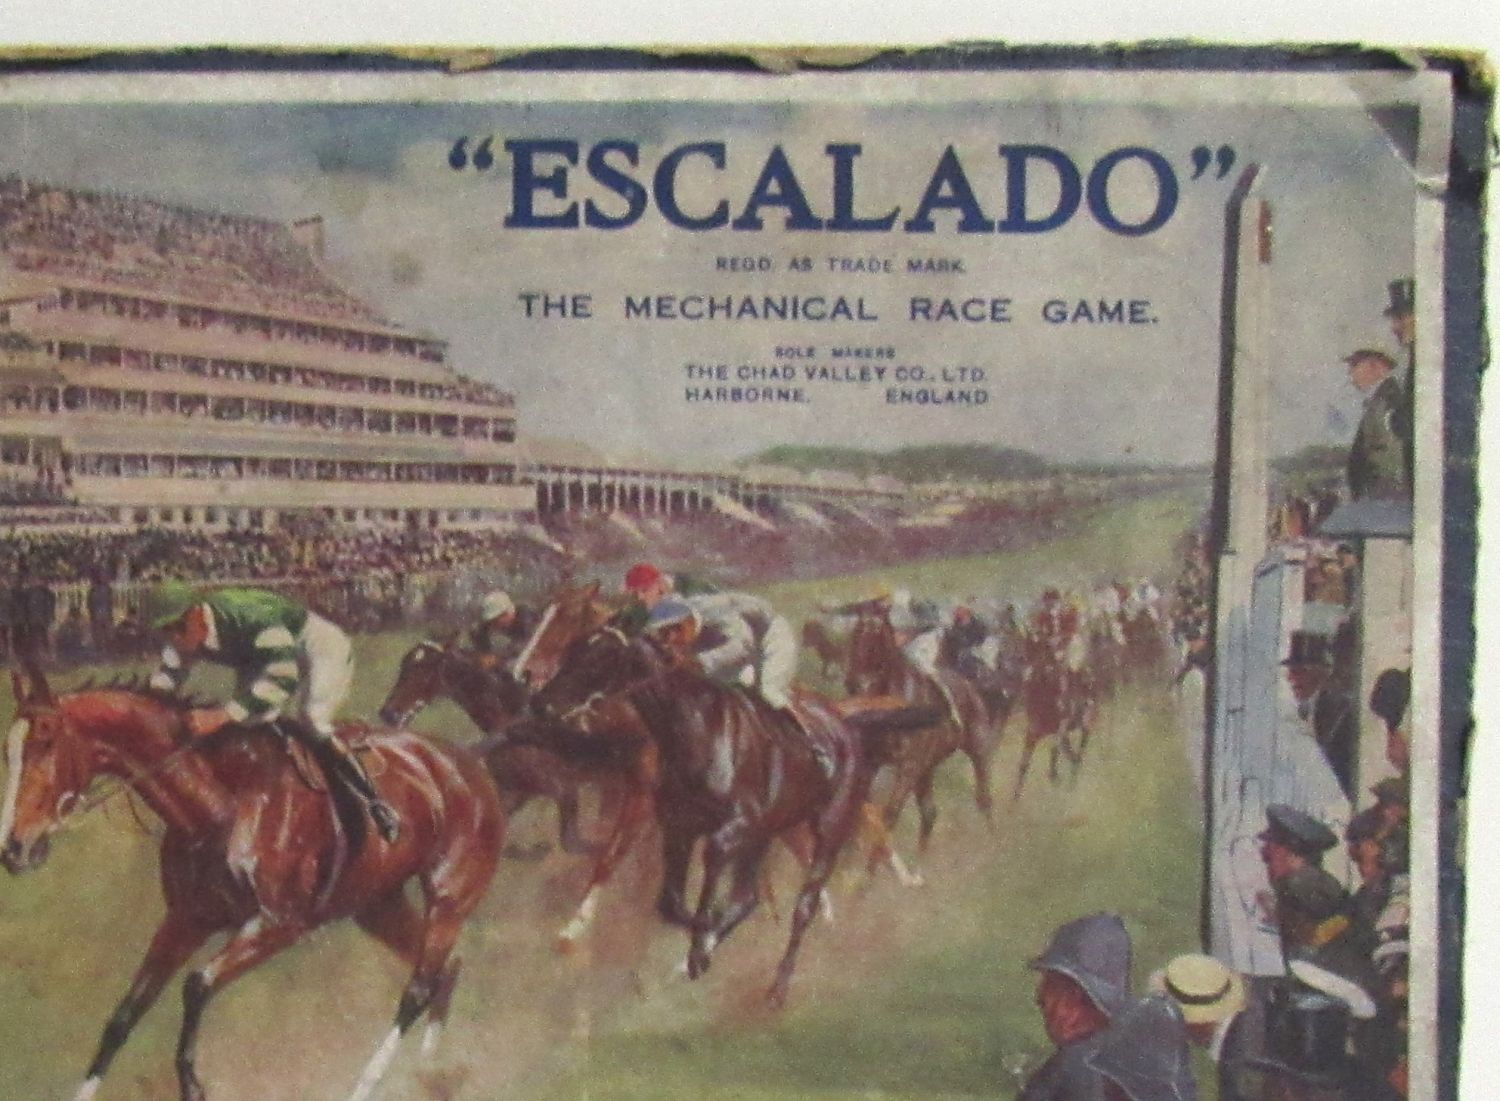 “ESCALADO”
REGD. AS TRADE MARK.
THE MECHANICAL RACE GAME.
SOLE MAKERS
THE CHAD VALLEY CO., LTD.
HARBORNE, ENGLAND